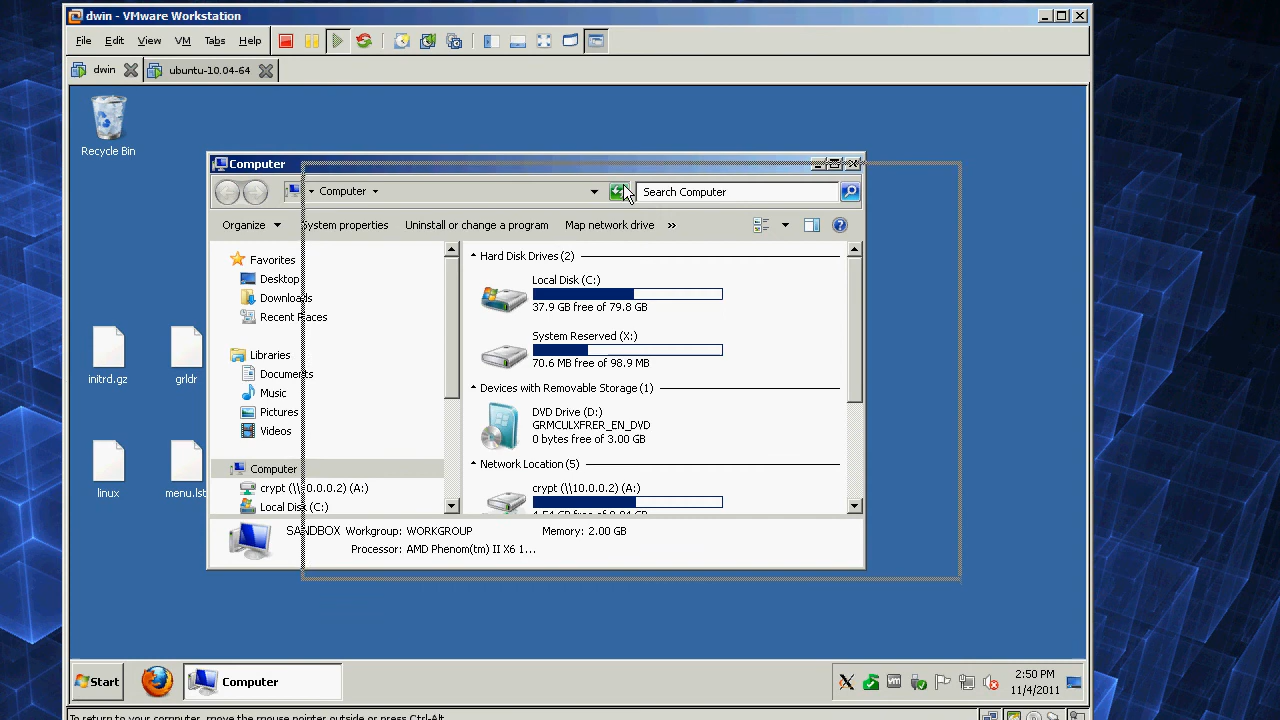 dwin - VMware Workstation
File Edit View VM Tabs Help
dwin ubuntu-10.04-64
Recycle Bin
initrd.gz grldr
linux menu.lst
Computer
Computer
Search Computer
Organize System properties Uninstall or change a program Map network drive »
Favorites
Desktop
Downloads
Recent Places
Libraries
Documents
Music
Pictures
Videos
Computer
crypt (\\10.0.0.2) (A:)
Local Disk (C:)
Hard Disk Drives (2)
Local Disk (C:)
37.9 GB free of 79.8 GB
System Reserved (X:)
70.6 MB free of 98.9 MB
Devices with Removable Storage (1)
DVD Drive (D:)
GRMCULXFRER_EN_DVD
0 bytes free of 3.00 GB
Network Location (5)
crypt (\\10.0.0.2) (A:)
SANDBOX Workgroup: WORKGROUP Memory: 2.00 GB
Processor: AMD Phenom(tm) II X6 1...
Start Computer
2:50 PM
11/4/2011
To return to your computer, move the mouse pointer outside or press Ctrl-Alt.